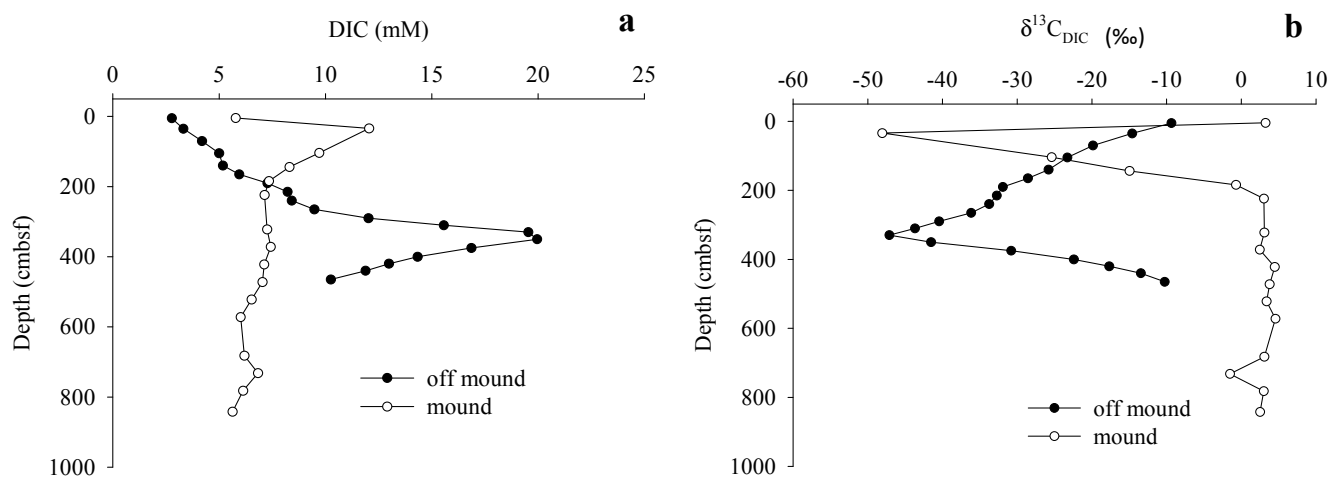 DIC (mM)
a
0 5 10 15 20 25
0
200
400
600
800
1000
Depth (cmbsf)
off mound
mound
δ¹³C_DIC (‰)
b
-60 -50 -40 -30 -20 -10 0 10
0
200
400
600
800
1000
Depth (cmbsf)
off mound
mound